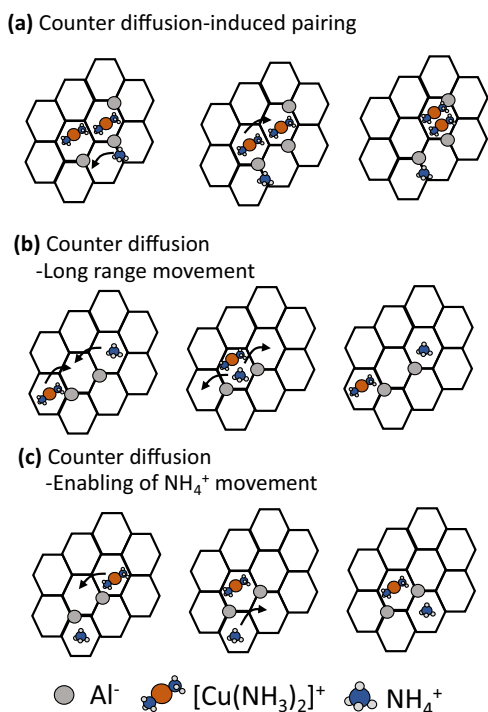 (a) Counter diffusion-induced pairing
(b) Counter diffusion
-Long range movement
(c) Counter diffusion
-Enabling of NH₄⁺ movement
Al⁻ [Cu(NH₃)₂]⁺ NH₄⁺